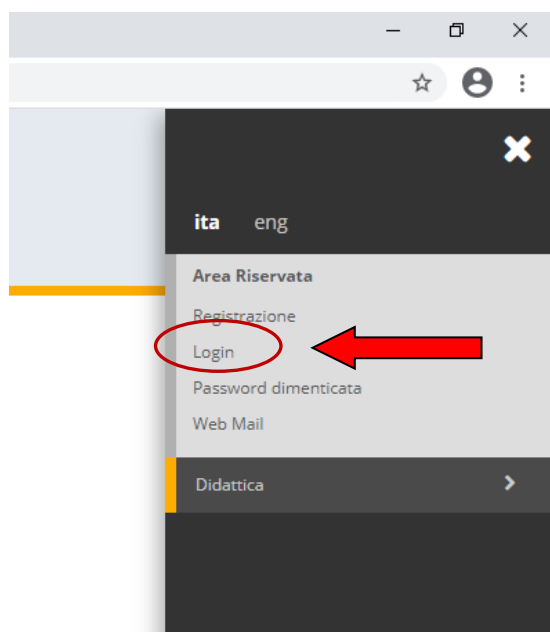 ita eng
Area Riservata
Registrazione
Login
Password dimenticata
Web Mail
Didattica